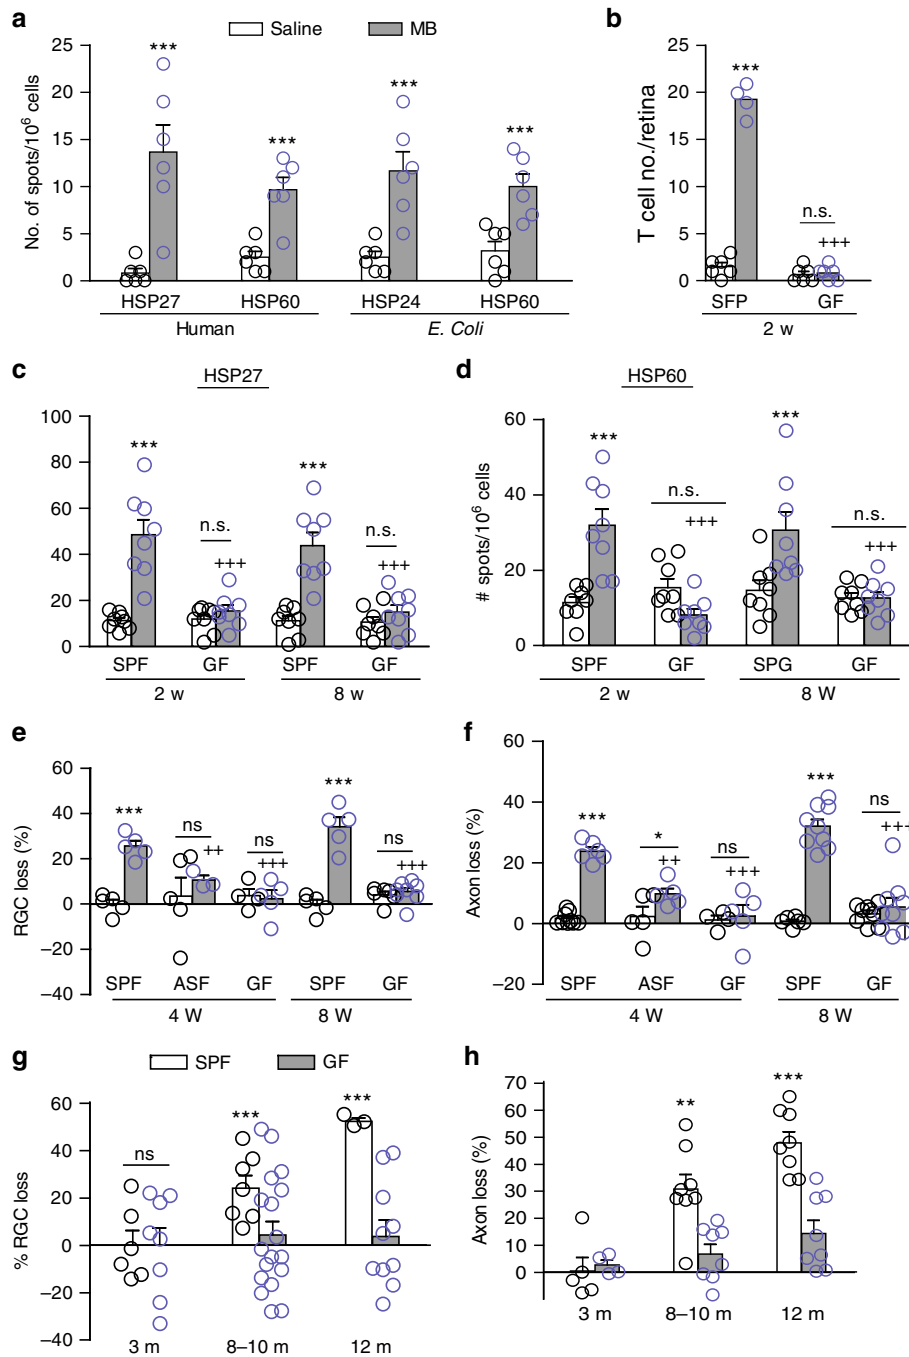 a
Saline MB
b
No. of spots/10⁶ cells
25
20
15
10
5
0
***
***
***
***
HSP27 HSP60 HSP24 HSP60
Human E. Coli
T cell no./retina
25
20
15
10
5
0
***
n.s.
+++
SFP GF
2 w
c
HSP27
100
80
60
40
20
0
***
n.s.
+++
***
n.s.
+++
SPF GF SPF GF
2 w 8 w
d
HSP60
# spots/10⁶ cells
60
40
20
0
***
n.s.
+++
***
n.s.
+++
SPF GF SPG GF
2 w 8 W
e
RGC loss (%)
60
40
20
0
−20
−40
***
ns
++
ns
+++
***
ns
+++
SPF ASF GF SPF GF
4 W 8 W
f
Axon loss (%)
60
40
20
0
−20
***
*
++
ns
+++
***
ns
+++
SPF ASF GF SPF GF
4 W 8 W
g
SPF GF
% RGC loss
60
40
20
0
−20
−40
ns
***
***
3 m 8–10 m 12 m
h
Axon loss (%)
70
60
50
40
30
20
10
0
**
***
3 m 8–10 m 12 m